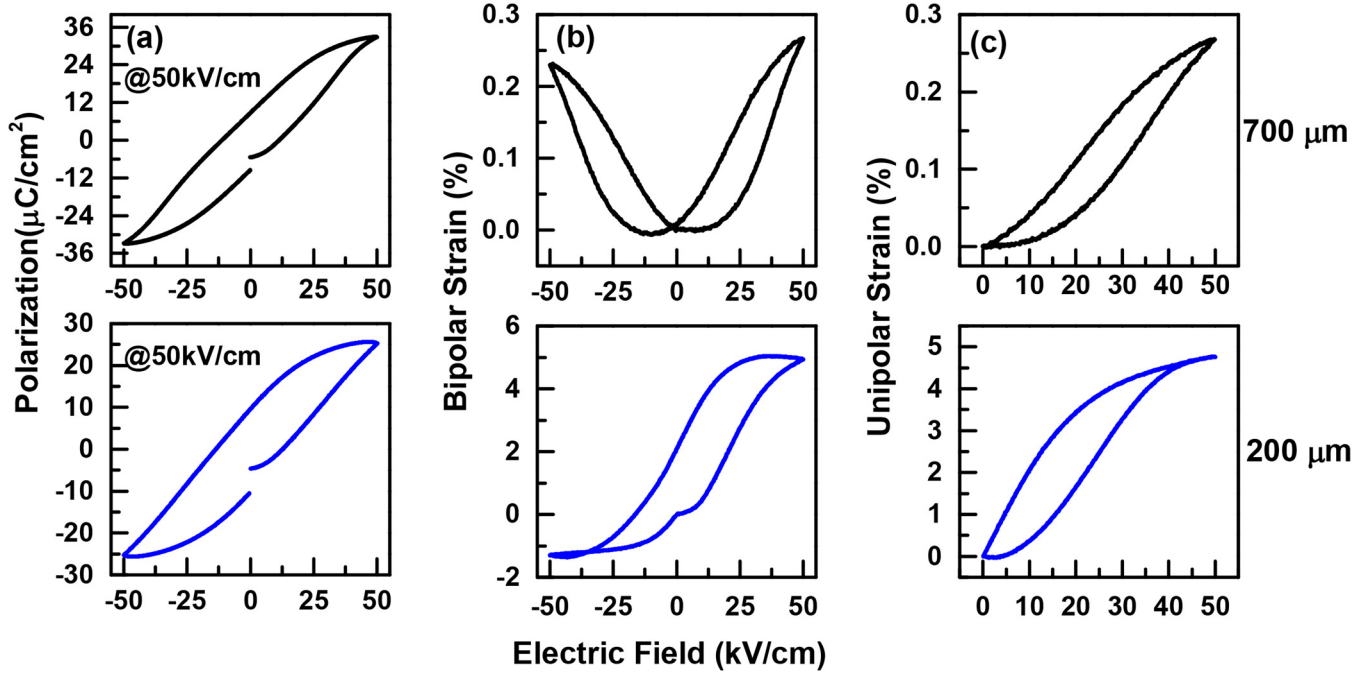 Polarization(μC/cm²)
(a)
@50kV/cm
36
24
12
0
-12
-24
-36
-50 -25 0 25 50
Bipolar Strain (%)
(b)
0.3
0.2
0.1
0.0
-50 -25 0 25 50
Unipolar Strain (%)
(c)
0.3
0.2
0.1
0.0
0 10 20 30 40 50
700 μm
@50kV/cm
30
20
10
0
-10
-20
-30
-50 -25 0 25 50
6
4
2
0
-2
-50 -25 0 25 50
5
4
3
2
1
0
0 10 20 30 40 50
200 μm
Electric Field (kV/cm)